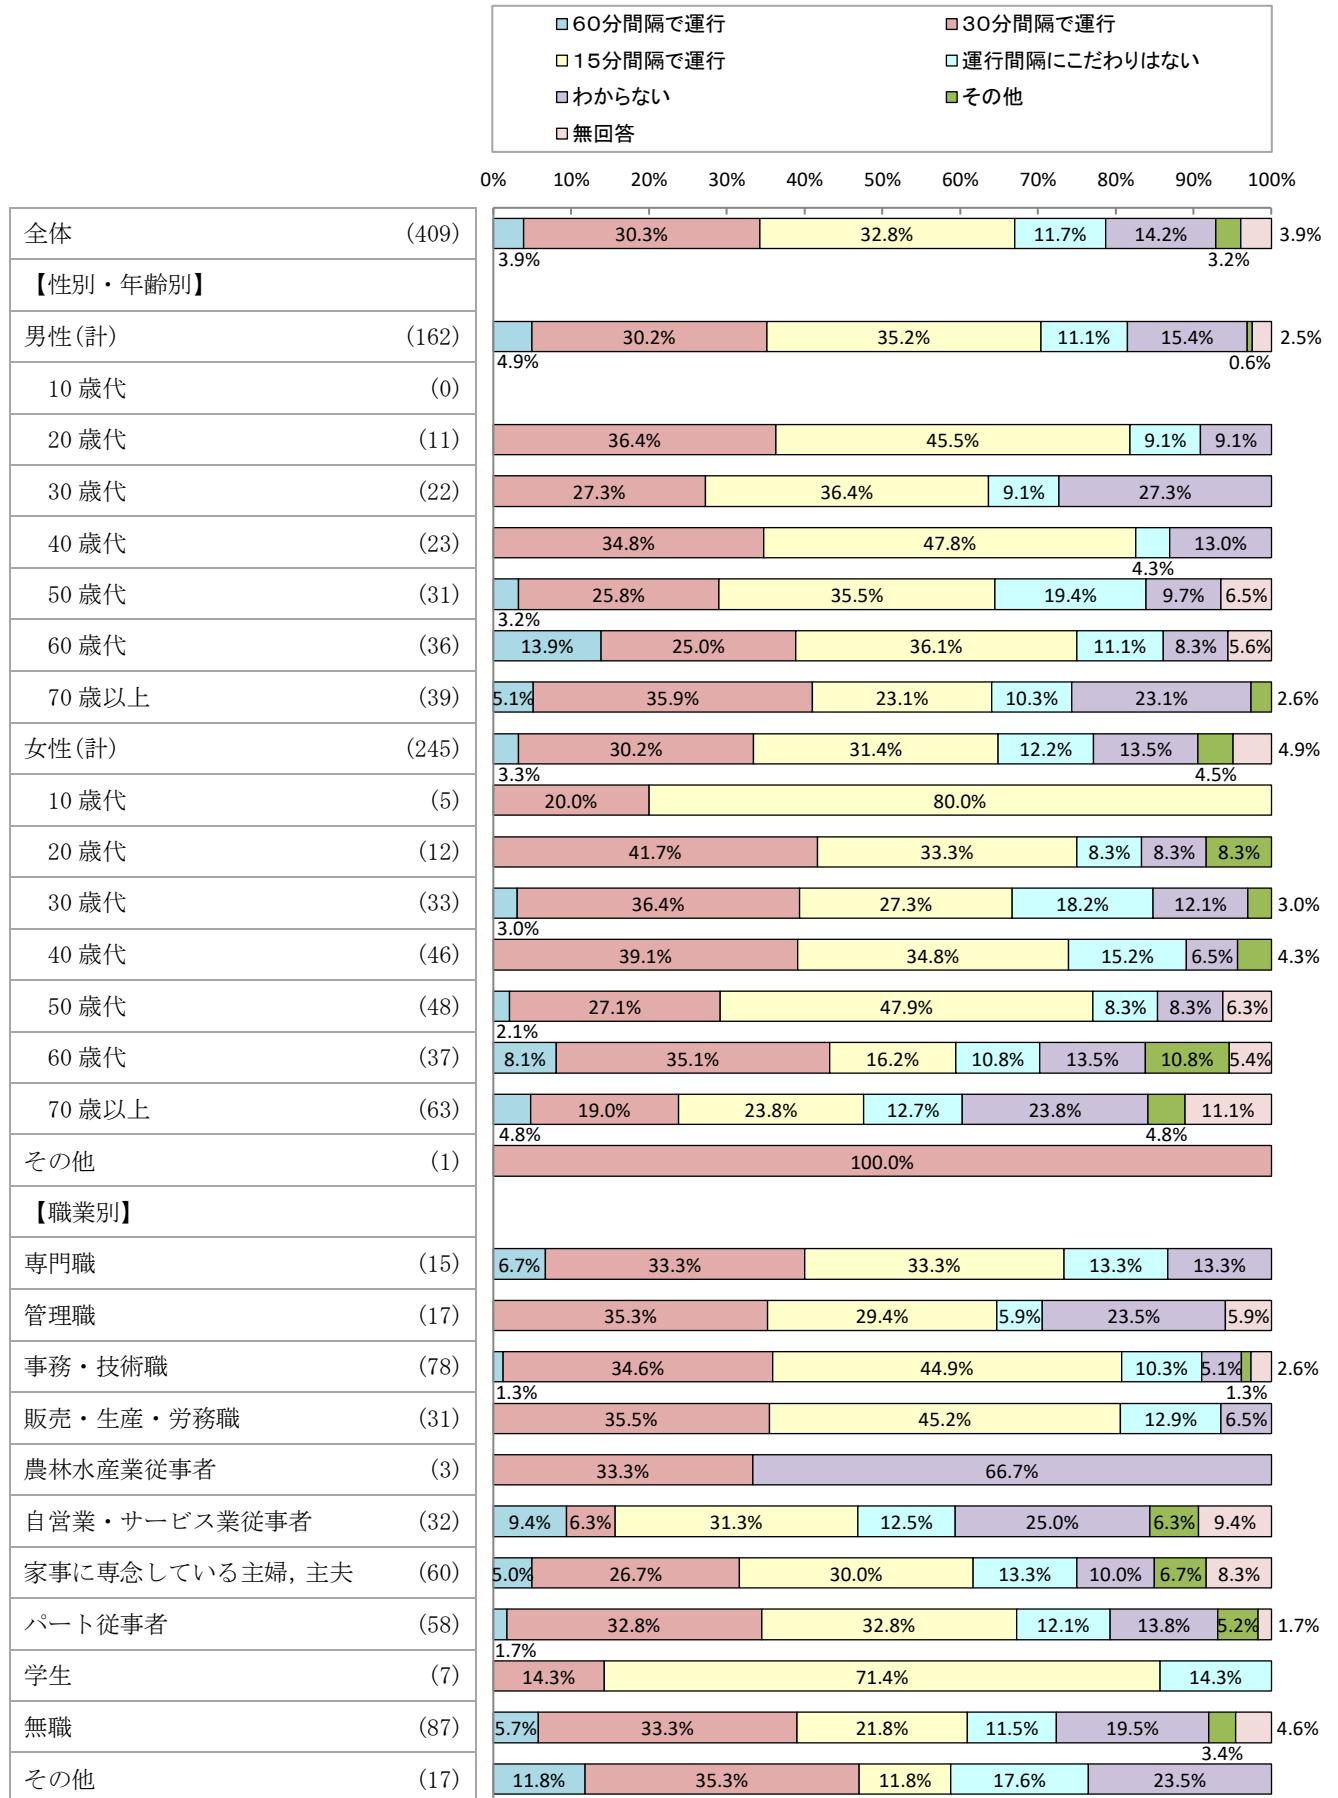 60分間隔で運行 30分間隔で運行
15分間隔で運行 運行間隔にこだわりはない
わからない その他
無回答
0% 10% 20% 30% 40% 50% 60% 70% 80% 90% 100%
全体 (409) 30.3% 32.8% 11.7% 14.2% 3.9%
3.9% 3.2%
【性別・年齢別】
男性(計) (162) 30.2% 35.2% 11.1% 15.4% 2.5%
4.9% 0.6%
10 歳代 (0)
20 歳代 (11) 36.4% 45.5% 9.1% 9.1%
30 歳代 (22) 27.3% 36.4% 9.1% 27.3%
40 歳代 (23) 34.8% 47.8% 13.0%
4.3%
50 歳代 (31) 25.8% 35.5% 19.4% 9.7% 6.5%
3.2%
60 歳代 (36) 13.9% 25.0% 36.1% 11.1% 8.3% 5.6%
70 歳以上 (39) 5.1% 35.9% 23.1% 10.3% 23.1% 2.6%
女性(計) (245) 30.2% 31.4% 12.2% 13.5% 4.9%
3.3% 4.5%
10 歳代 (5) 20.0% 80.0%
20 歳代 (12) 41.7% 33.3% 8.3% 8.3% 8.3%
30 歳代 (33) 36.4% 27.3% 18.2% 12.1% 3.0%
3.0%
40 歳代 (46) 39.1% 34.8% 15.2% 6.5% 4.3%
50 歳代 (48) 27.1% 47.9% 8.3% 8.3% 6.3%
2.1%
60 歳代 (37) 8.1% 35.1% 16.2% 10.8% 13.5% 10.8% 5.4%
70 歳以上 (63) 19.0% 23.8% 12.7% 23.8% 11.1%
4.8% 4.8%
その他 (1) 100.0%
【職業別】
専門職 (15) 6.7% 33.3% 33.3% 13.3% 13.3%
管理職 (17) 35.3% 29.4% 5.9% 23.5% 5.9%
事務・技術職 (78) 34.6% 44.9% 10.3% 5.1% 2.6%
1.3% 1.3%
販売・生産・労務職 (31) 35.5% 45.2% 12.9% 6.5%
農林水産業従事者 (3) 33.3% 66.7%
自営業・サービス業従事者 (32) 9.4% 6.3% 31.3% 12.5% 25.0% 6.3% 9.4%
家事に専念している主婦，主夫 (60) 5.0% 26.7% 30.0% 13.3% 10.0% 6.7% 8.3%
パート従事者 (58) 32.8% 32.8% 12.1% 13.8% 5.2% 1.7%
1.7%
学生 (7) 14.3% 71.4% 14.3%
無職 (87) 5.7% 33.3% 21.8% 11.5% 19.5% 4.6%
3.4%
その他 (17) 11.8% 35.3% 11.8% 17.6% 23.5%